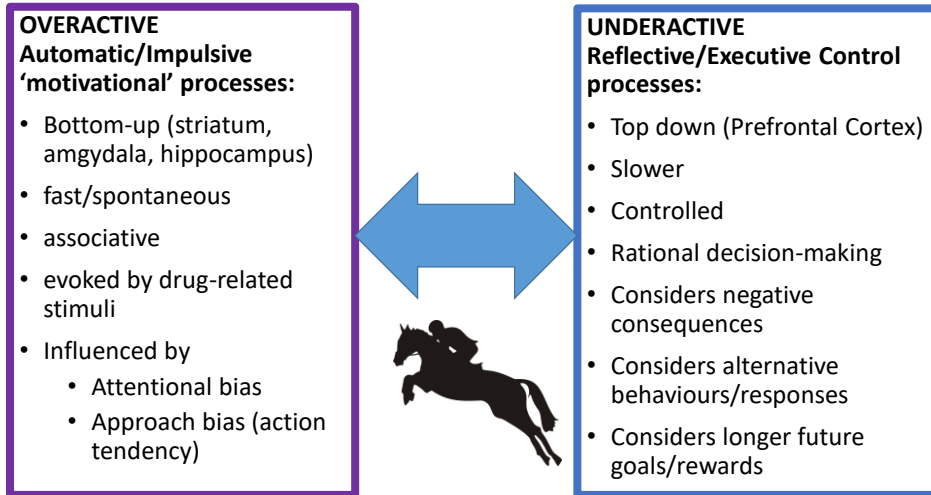 OVERACTIVE
Automatic/Impulsive
‘motivational’ processes:
• Bottom-up (striatum,
amgydala, hippocampus)
• fast/spontaneous
• associative
• evoked by drug-related
stimuli
• Influenced by
• Attentional bias
• Approach bias (action
tendency)
UNDERACTIVE
Reflective/Executive Control
processes:
• Top down (Prefrontal Cortex)
• Slower
• Controlled
• Rational decision-making
• Considers negative
consequences
• Considers alternative
behaviours/responses
• Considers longer future
goals/rewards